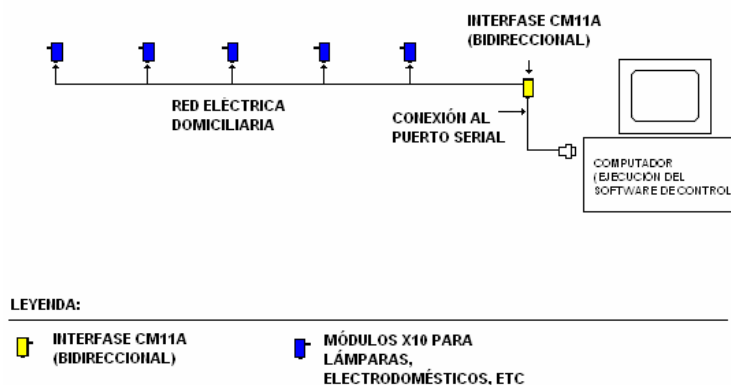 INTERFASE CM11A
(BIDIRECCIONAL)
RED ELÉCTRICA
DOMICILIARIA
CONEXIÓN AL
PUERTO SERIAL
COMPUTADOR
(EJECUCIÓN DEL
SOFTWARE DE CONTROL
LEYENDA:
INTERFASE CM11A
(BIDIRECCIONAL)
MÓDULOS X10 PARA
LÁMPARAS,
ELECTRODOMÉSTICOS, ETC